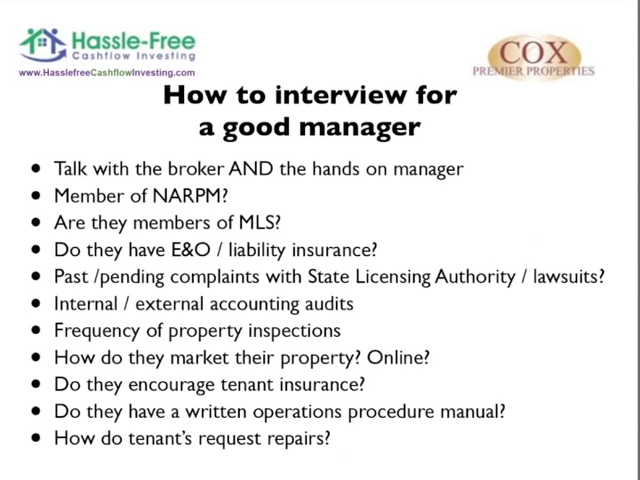 Hassle-Free
Cashflow Investing
www.HasslefreeCashflowInvesting.com
COX
PREMIER PROPERTIES
How to interview for
a good manager
• Talk with the broker AND the hands on manager
• Member of NARPM?
• Are they members of MLS?
• Do they have E&O / liability insurance?
• Past /pending complaints with State Licensing Authority / lawsuits?
• Internal / external accounting audits
• Frequency of property inspections
• How do they market their property? Online?
• Do they encourage tenant insurance?
• Do they have a written operations procedure manual?
• How do tenant's request repairs?